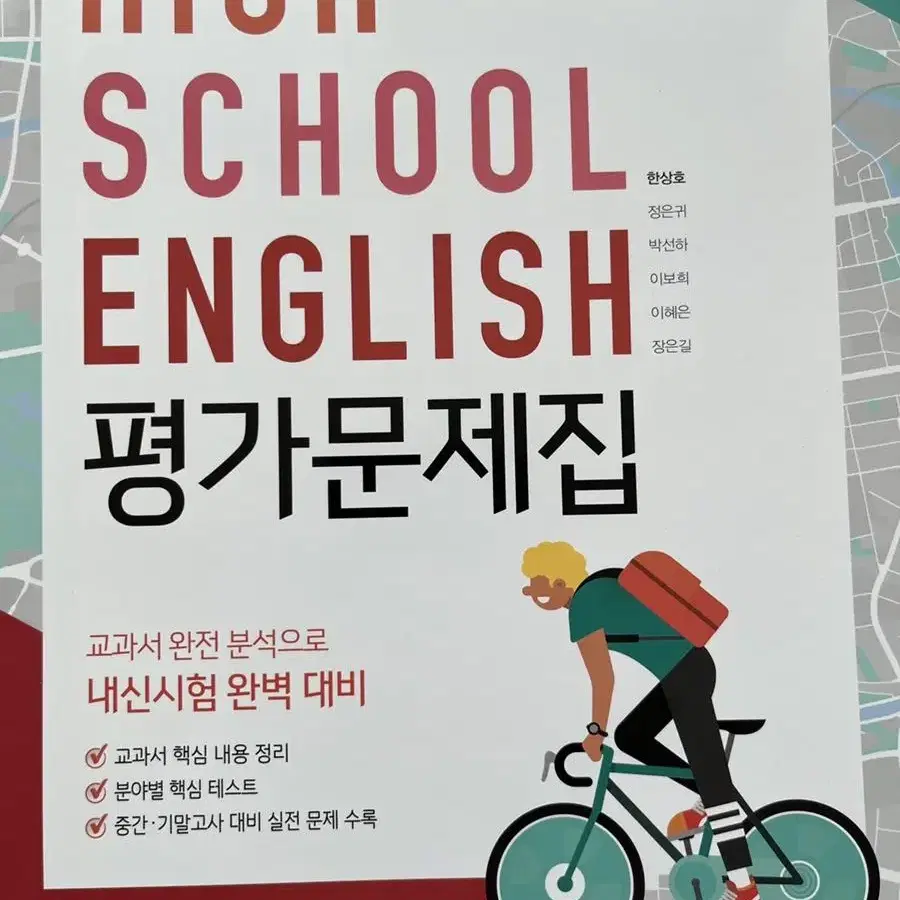 HIGH
SCHOOL
ENGLISH
한상호
정은귀
박선하
이보희
이혜은
장은길
평가문제집
교과서 완전 분석으로
내신시험 완벽 대비
교과서 핵심 내용 정리
분야별 핵심 테스트
중간·기말고사 대비 실전 문제 수록